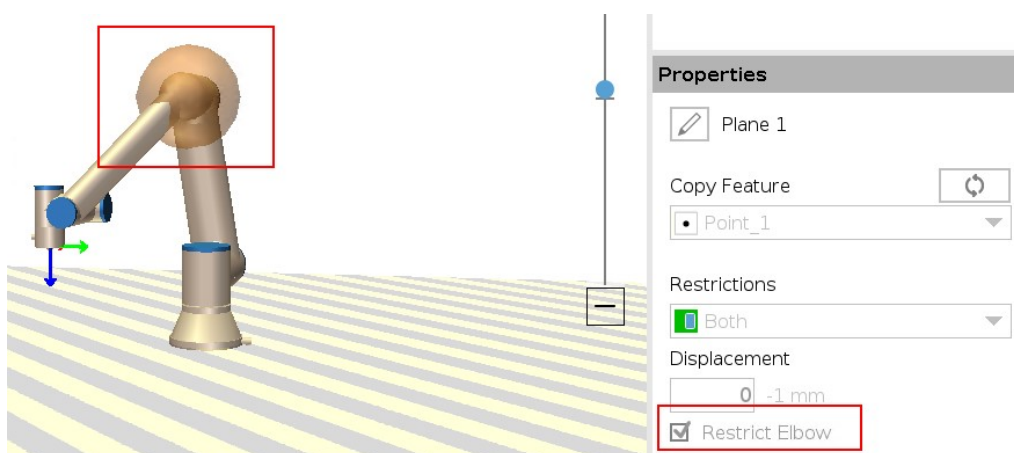 Properties
Plane 1
Copy Feature
Point_1
Restrictions
Both
Displacement
0 -1 mm
Restrict Elbow